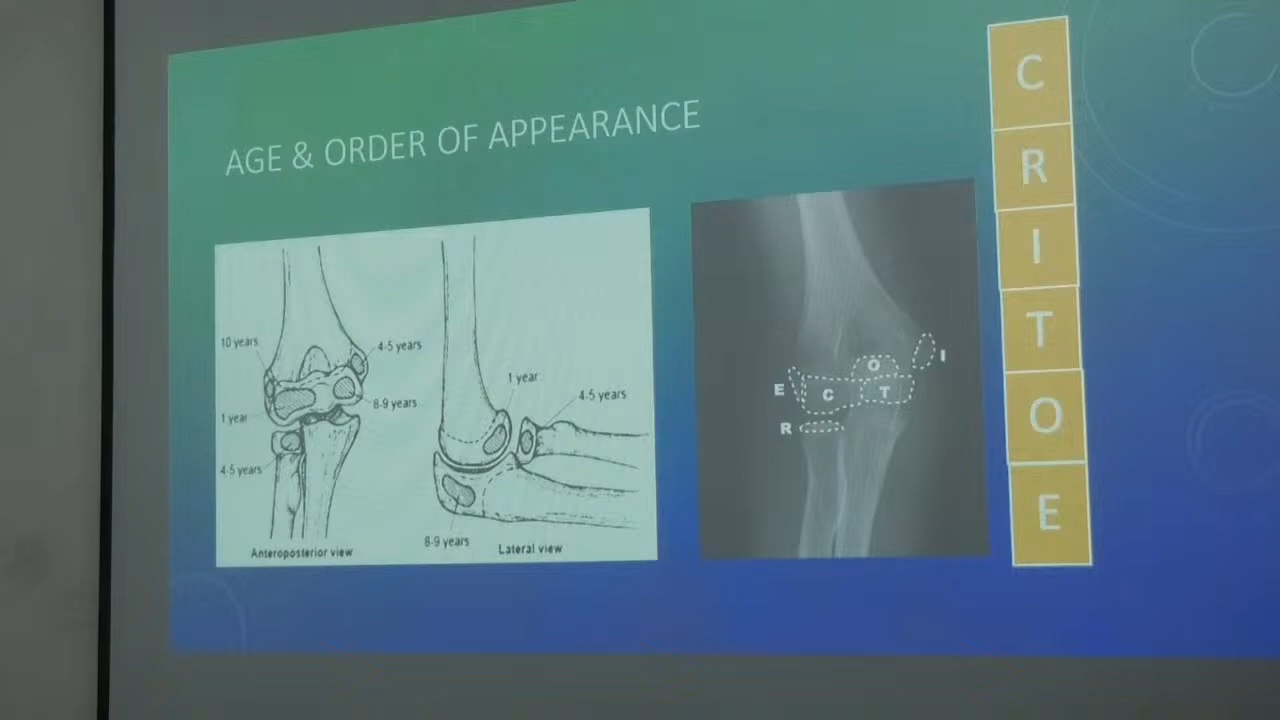 AGE & ORDER OF APPEARANCE
10 years
4-5 years
1 year
8-9 years
4-5 years
Anteroposterior view
1 year
4-5 years
8-9 years
Lateral view
O
I
E
C
T
R
C
R
I
T
O
E